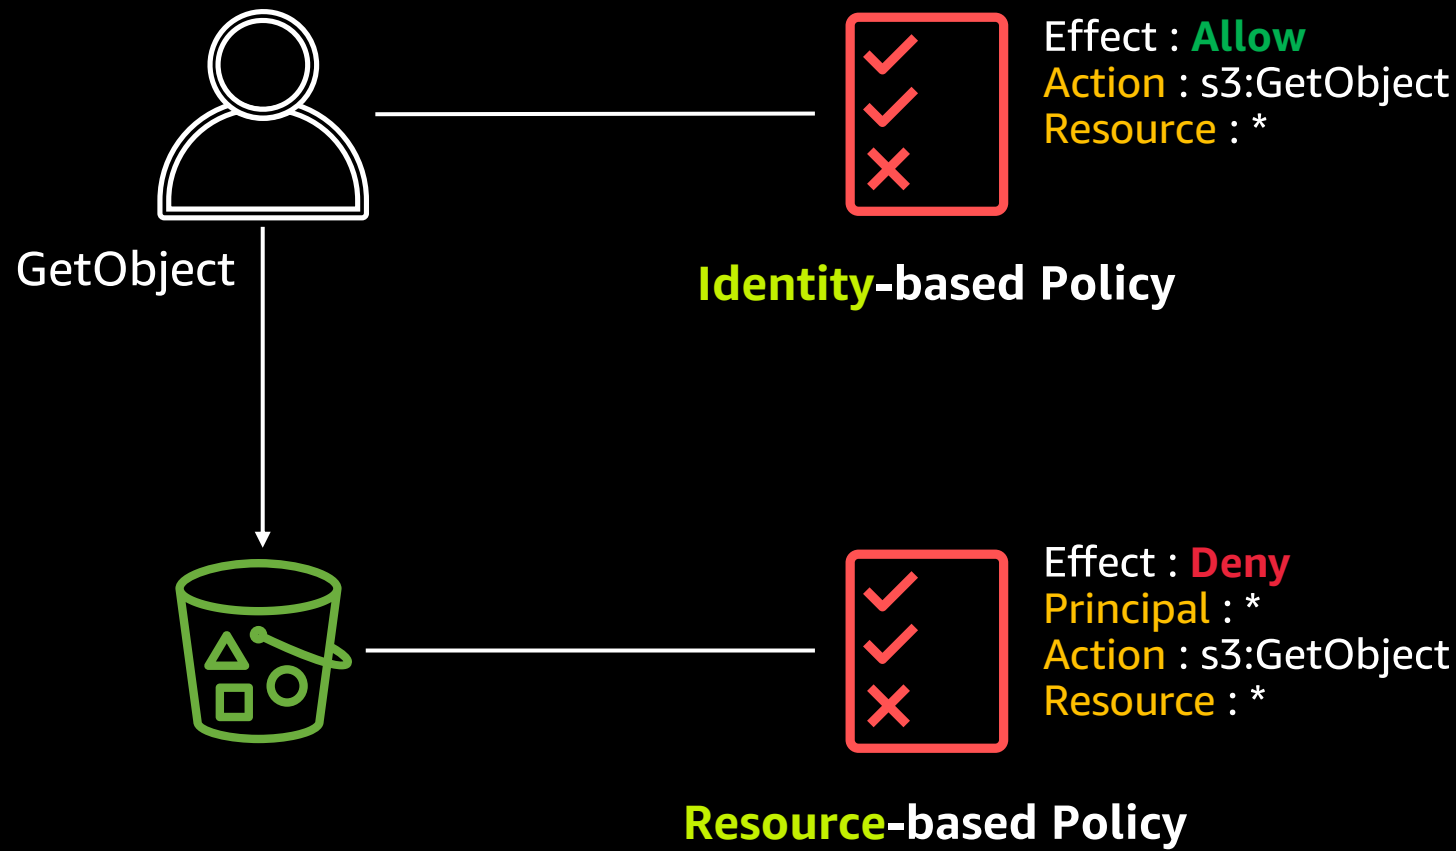 Effect : Allow
Action : s3:GetObject
Resource : *
GetObject
Identity-based Policy
Effect : Deny
Principal : *
Action : s3:GetObject
Resource : *
Resource-based Policy